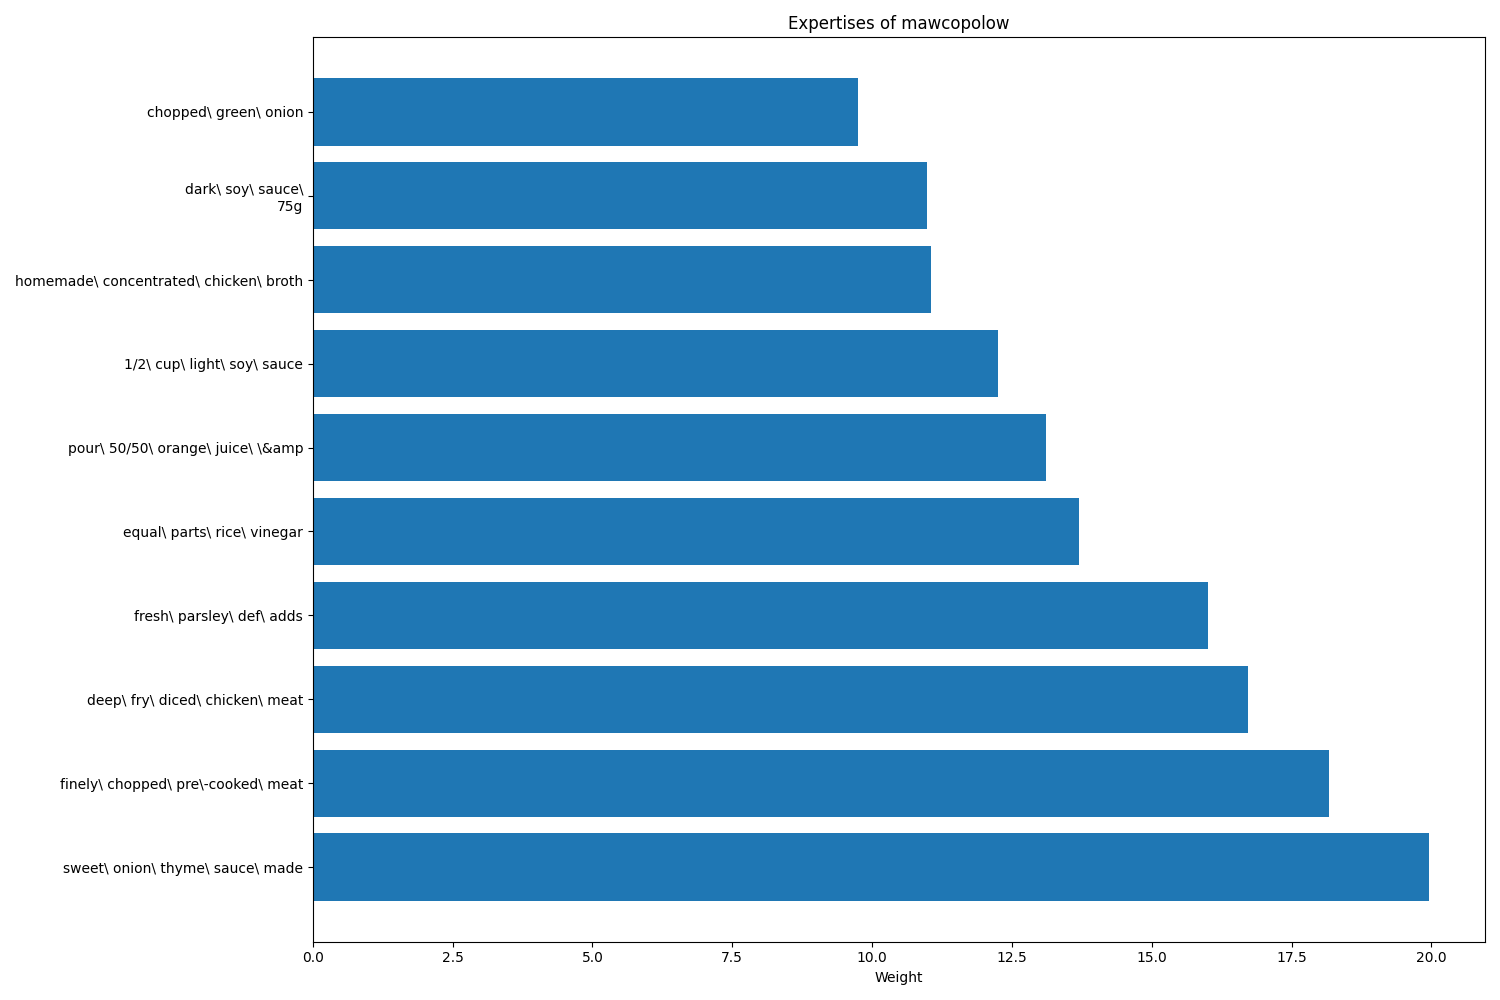 Expertises of mawcopolow
chopped\ green\ onion
dark\ soy\ sauce\
75g
homemade\ concentrated\ chicken\ broth
1/2\ cup\ light\ soy\ sauce
pour\ 50/50\ orange\ juice\ \&amp
equal\ parts\ rice\ vinegar
fresh\ parsley\ def\ adds
deep\ fry\ diced\ chicken\ meat
finely\ chopped\ pre\-cooked\ meat
sweet\ onion\ thyme\ sauce\ made
0.0 2.5 5.0 7.5 10.0 12.5 15.0 17.5 20.0
Weight